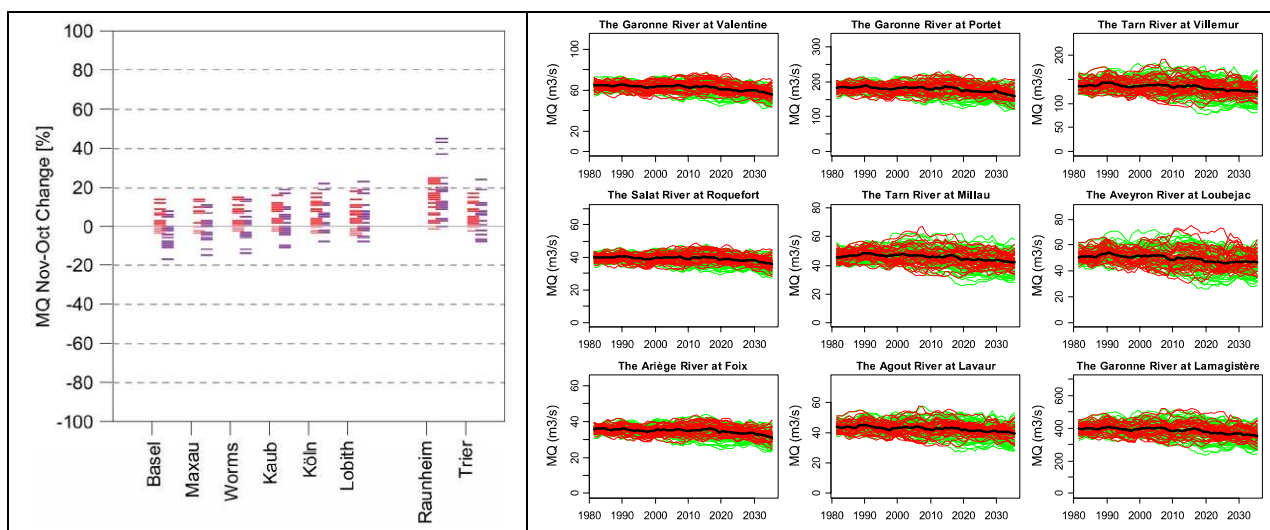 MQ Nov-Oct Change [%]
100
80
60
40
20
0
-20
-40
-60
-80
-100
Basel
Maxau
Worms
Kaub
Köln
Lobith
Raunheim
Trier
The Garonne River at Valentine
MQ (m3/s)
0 20 40 60 80 100
1980 1990 2000 2010 2020 2030
The Garonne River at Portet
MQ (m3/s)
0 50 100 150 200 250 300
1980 1990 2000 2010 2020 2030
The Tarn River at Villemur
MQ (m3/s)
0 50 100 150 200
1980 1990 2000 2010 2020 2030
The Salat River at Roquefort
MQ (m3/s)
0 20 40 60
1980 1990 2000 2010 2020 2030
The Tarn River at Millau
MQ (m3/s)
0 20 40 60 80
1980 1990 2000 2010 2020 2030
The Aveyron River at Loubejac
MQ (m3/s)
0 20 40 60 80
1980 1990 2000 2010 2020 2030
The Ariège River at Foix
MQ (m3/s)
0 20 40 60
1980 1990 2000 2010 2020 2030
The Agout River at Lavaur
MQ (m3/s)
0 20 40 60
1980 1990 2000 2010 2020 2030
The Garonne River at Lamagistère
MQ (m3/s)
0 200 400 600
1980 1990 2000 2010 2020 2030